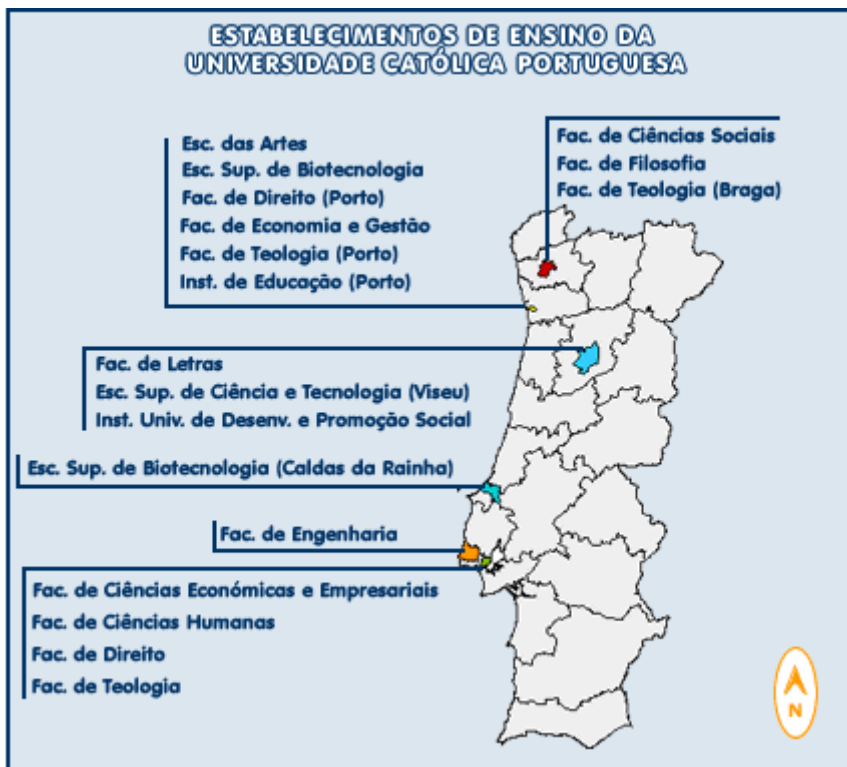 ESTABELECIMENTOS DE ENSINO DA
UNIVERSIDADE CATÓLICA PORTUGUESA
Esc. das Artes
Esc. Sup. de Biotecnologia
Fac. de Direito (Porto)
Fac. de Economia e Gestão
Fac. de Teologia (Porto)
Inst. de Educação (Porto)
Fac. de Ciências Sociais
Fac. de Filosofia
Fac. de Teologia (Braga)
Fac. de Letras
Esc. Sup. de Ciência e Tecnologia (Viseu)
Inst. Univ. de Desenv. e Promoção Social
Esc. Sup. de Biotecnologia (Caldas da Rainha)
Fac. de Engenharia
Fac. de Ciências Económicas e Empresariais
Fac. de Ciências Humanas
Fac. de Direito
Fac. de Teologia
N